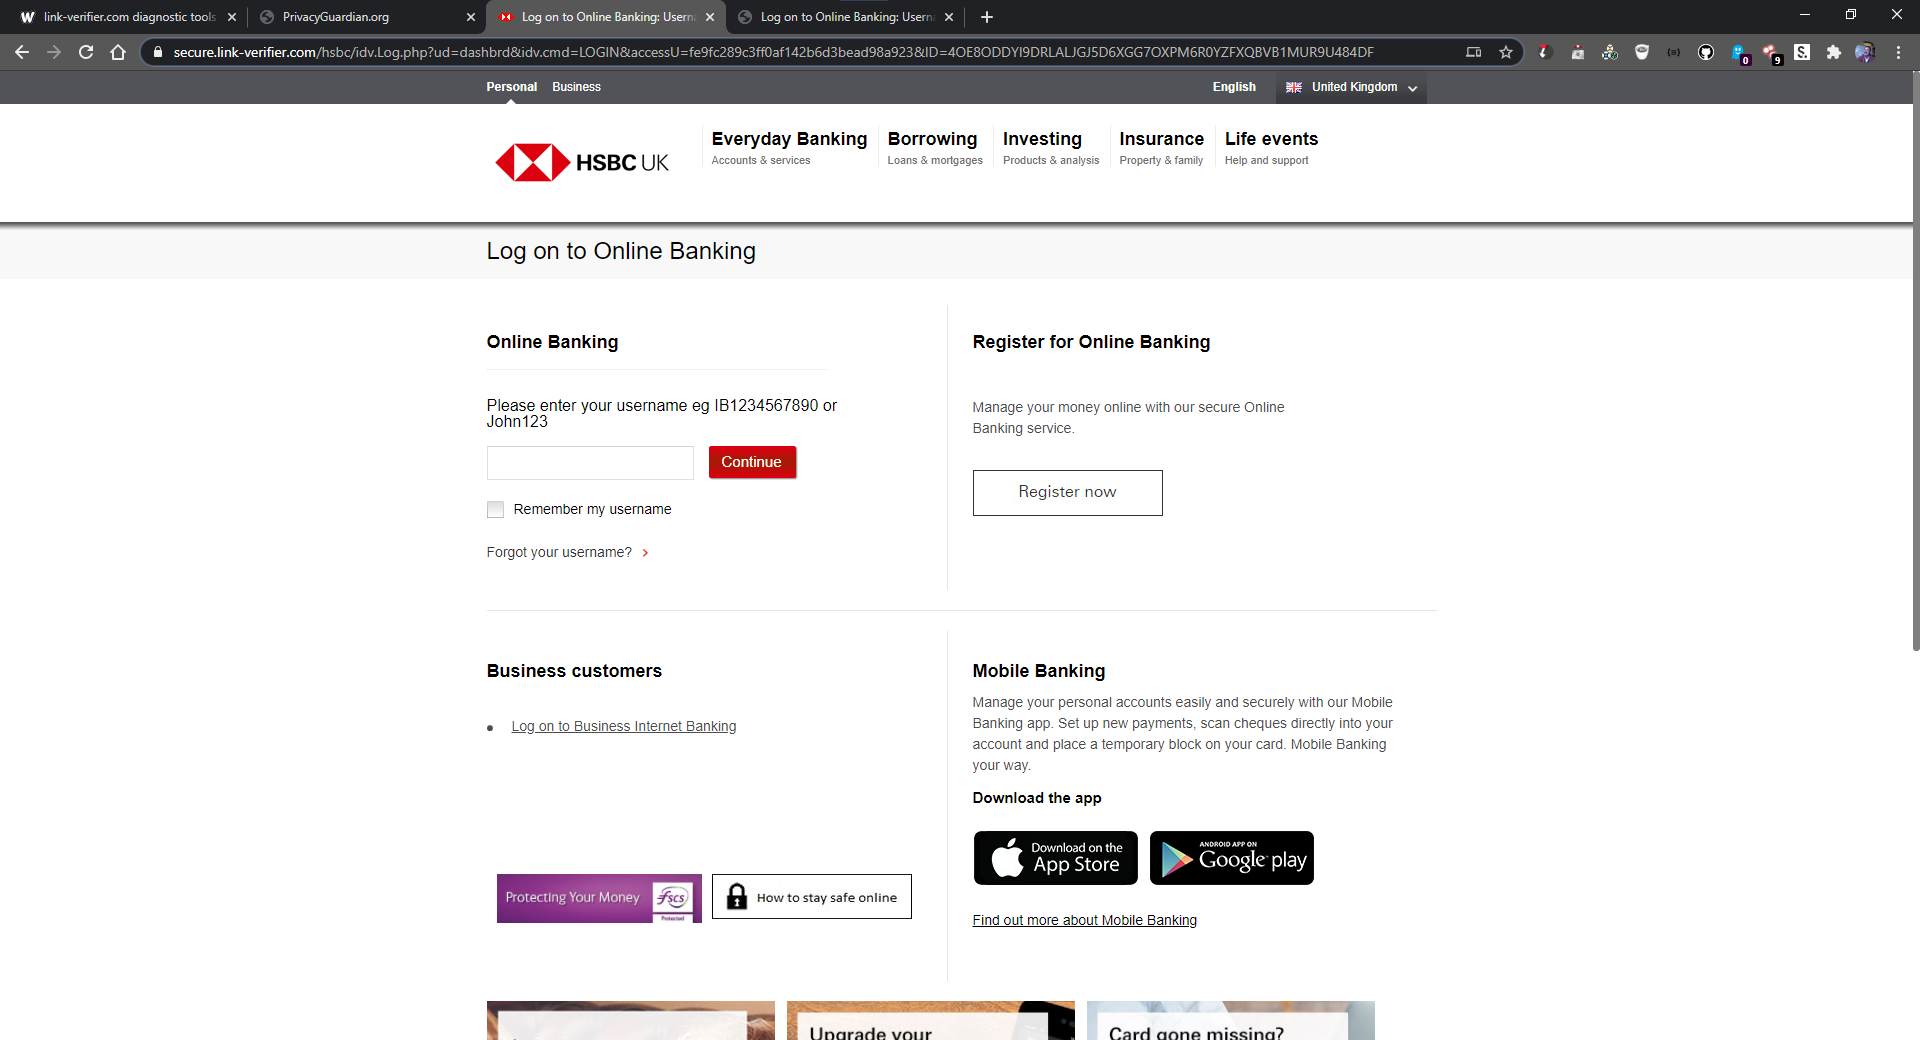 link-verifier.com diagnostic tools
PrivacyGuardian.org
Log on to Online Banking: Usern
Log on to Online Banking: Userna
secure.link-verifier.com/hsbc/idv.Log.php?ud=dashbrd&idv.cmd=LOGIN&accessU=fe9fc289c3ff0af142b6d3bead98a923&ID=4OE8ODDYI9DRLALJGJ5D6XGG7OXPM6R0YZFXQBVB1MUR9U484DF
0
9
Personal Business
English
United Kingdom
HSBC UK
Everyday Banking Borrowing Investing Insurance Life events
Accounts & services Loans & mortgages Products & analysis Property & family Help and support
Log on to Online Banking
Online Banking
Please enter your username eg IB1234567890 or
John123
Continue
Remember my username
Forgot your username?
Register for Online Banking
Manage your money online with our secure Online
Banking service.
Register now
Business customers
Log on to Business Internet Banking
Protecting Your Money
fscs
Protected
How to stay safe online
Mobile Banking
Manage your personal accounts easily and securely with our Mobile
Banking app. Set up new payments, scan cheques directly into your
account and place a temporary block on your card. Mobile Banking
your way.
Download the app
Download on the
App Store
ANDROID APP ON
Google play
Find out more about Mobile Banking
Upgrade your
Card gone missing?